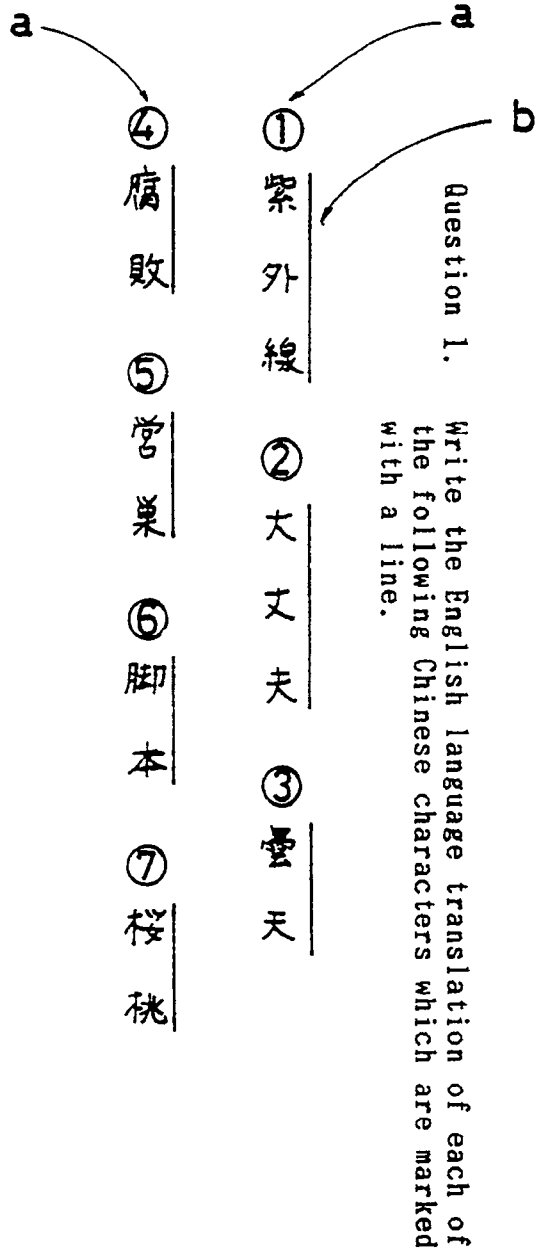 a
a
b
Question 1. Write the English language translation of each of
the following Chinese characters which are marked
with a line.
① 紫外線 ② 大丈夫 ③ 曇天
④ 腐敗 ⑤ 営巣 ⑥ 脚本 ⑦ 桜桃